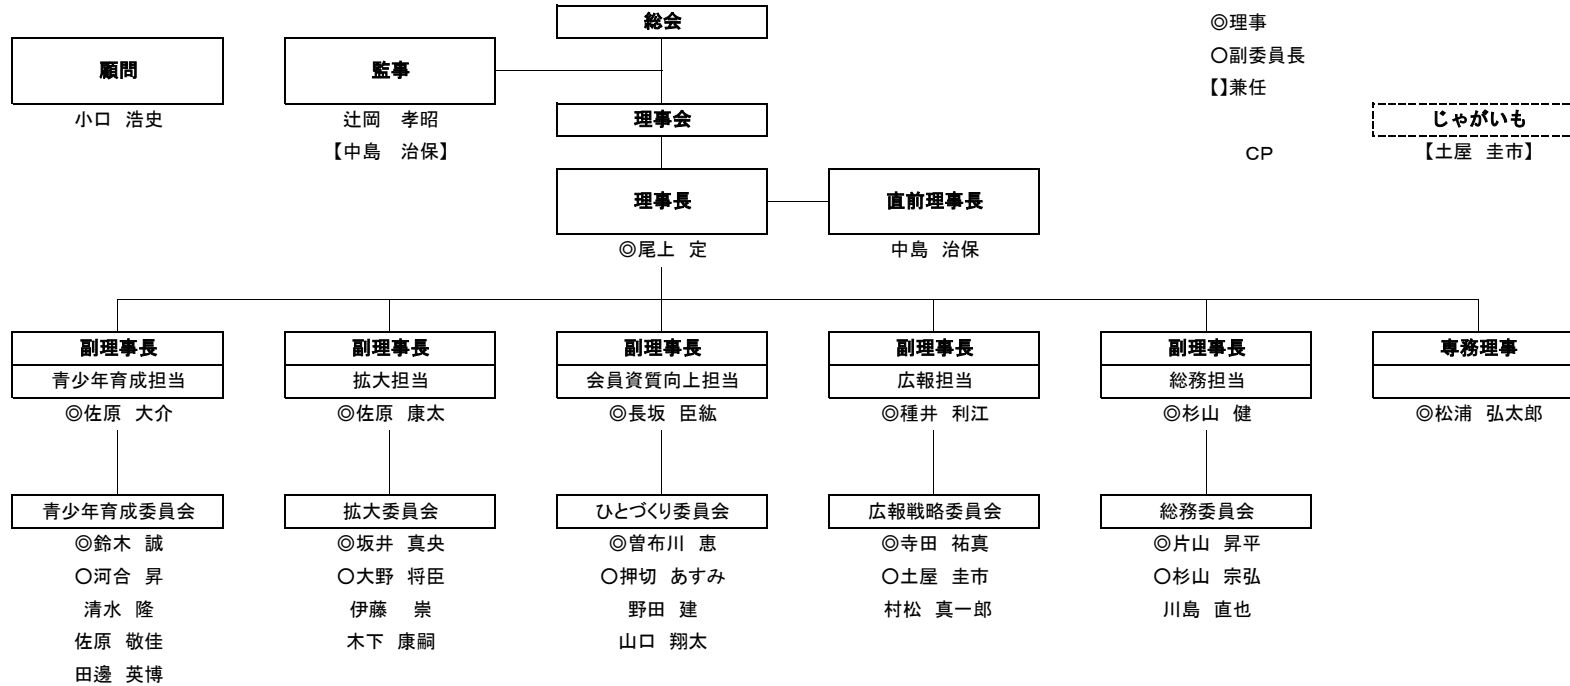 総会
◎理事
〇副委員長
【】兼任
顧問
小口 浩史
監事
辻岡 孝昭
【中島 治保】
理事会
CP
じゃがいも
【土屋 圭市】
理事長
◎尾上 定
直前理事長
中島 治保
副理事長
青少年育成担当
◎佐原 大介
副理事長
拡大担当
◎佐原 康太
副理事長
会員資質向上担当
◎長坂 臣紘
副理事長
広報担当
◎種井 利江
副理事長
総務担当
◎杉山 健
専務理事
◎松浦 弘太郎
青少年育成委員会
◎鈴木 誠
〇河合 昇
清水 隆
佐原 敬佳
田邊 英博
拡大委員会
◎坂井 真央
〇大野 将臣
伊藤 崇
木下 康嗣
ひとづくり委員会
◎曽布川 恵
〇押切 あすみ
野田 建
山口 翔太
広報戦略委員会
◎寺田 祐真
〇土屋 圭市
村松 真一郎
総務委員会
◎片山 昇平
〇杉山 宗弘
川島 直也